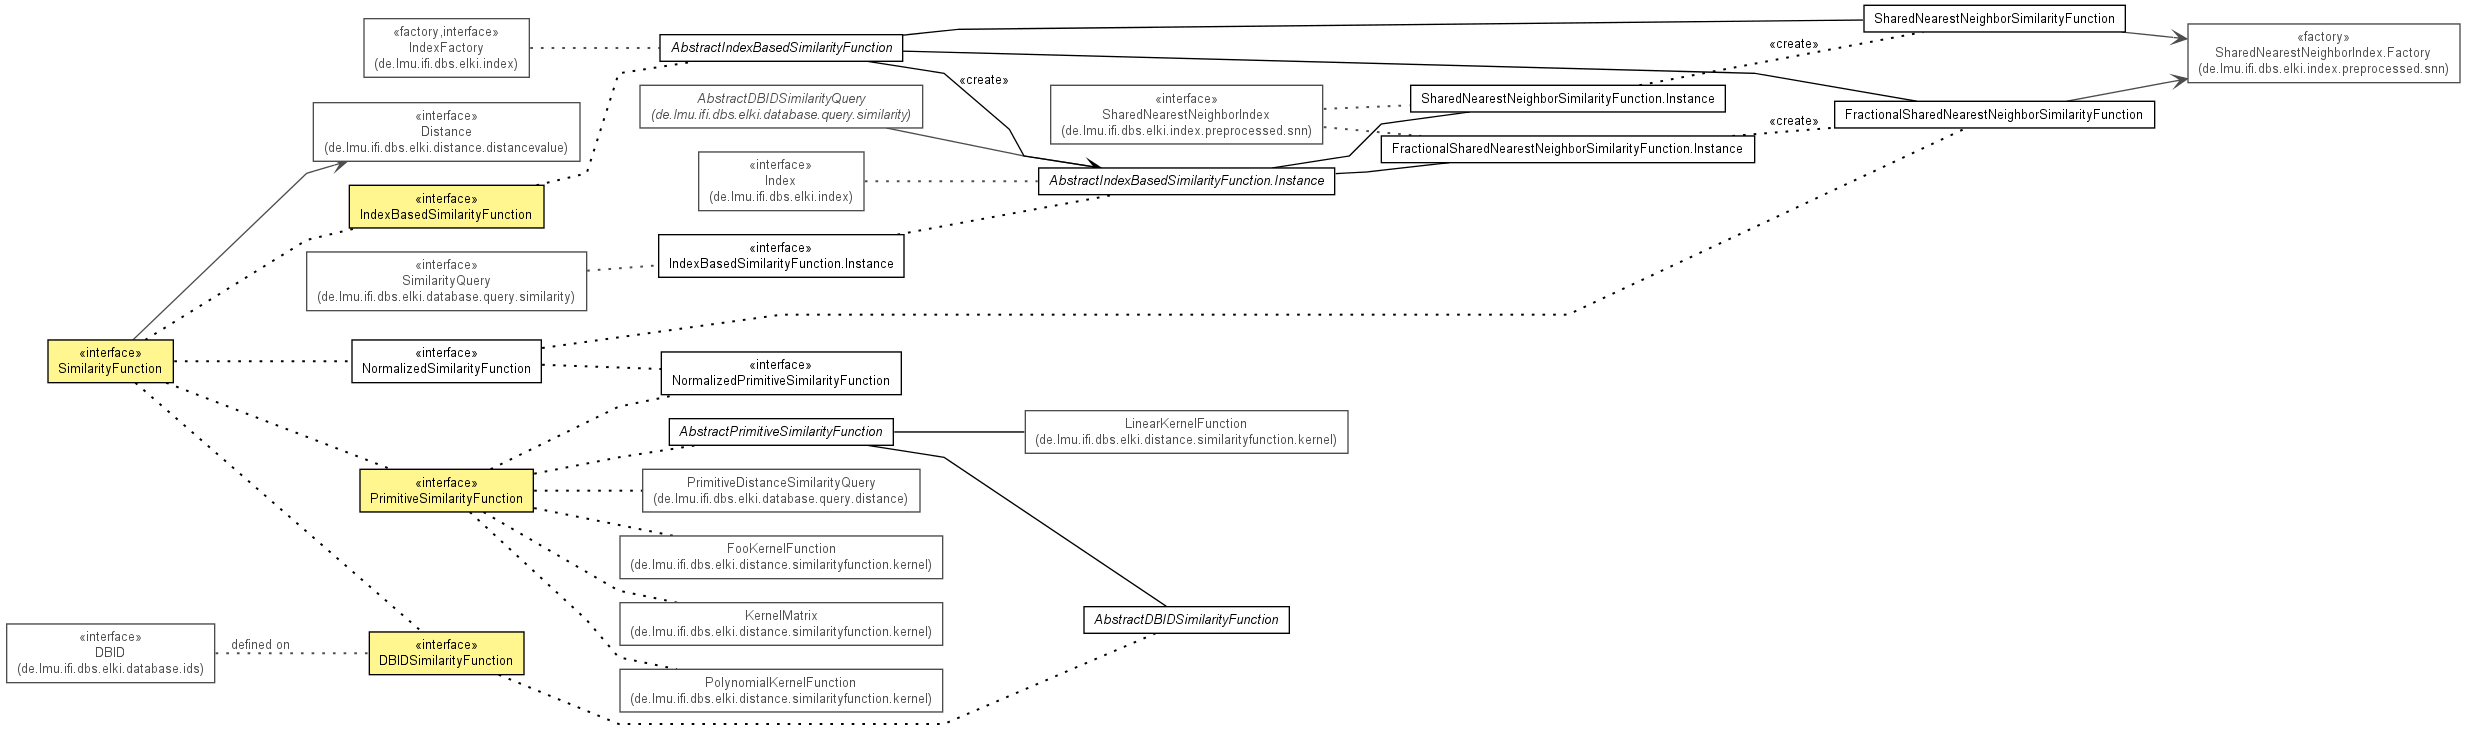 «factory,interface»
IndexFactory
(de.lmu.ifi.dbs.elki.index)
AbstractIndexBasedSimilarityFunction
SharedNearestNeighborSimilarityFunction
«create»
«factory»
SharedNearestNeighborIndex.Factory
(de.lmu.ifi.dbs.elki.index.preprocessed.snn)
«create»
«interface»
Distance
(de.lmu.ifi.dbs.elki.distance.distancevalue)
AbstractDBIDSimilarityQuery
(de.lmu.ifi.dbs.elki.database.query.similarity)
«interface»
SharedNearestNeighborIndex
(de.lmu.ifi.dbs.elki.index.preprocessed.snn)
SharedNearestNeighborSimilarityFunction.Instance
FractionalSharedNearestNeighborSimilarityFunction
«create»
FractionalSharedNearestNeighborSimilarityFunction.Instance
«interface»
Index
(de.lmu.ifi.dbs.elki.index)
AbstractIndexBasedSimilarityFunction.Instance
«interface»
IndexBasedSimilarityFunction
«interface»
IndexBasedSimilarityFunction.Instance
«interface»
SimilarityQuery
(de.lmu.ifi.dbs.elki.database.query.similarity)
«interface»
SimilarityFunction
«interface»
NormalizedSimilarityFunction
«interface»
NormalizedPrimitiveSimilarityFunction
AbstractPrimitiveSimilarityFunction
LinearKernelFunction
(de.lmu.ifi.dbs.elki.distance.similarityfunction.kernel)
«interface»
PrimitiveSimilarityFunction
PrimitiveDistanceSimilarityQuery
(de.lmu.ifi.dbs.elki.database.query.distance)
FooKernelFunction
(de.lmu.ifi.dbs.elki.distance.similarityfunction.kernel)
KernelMatrix
(de.lmu.ifi.dbs.elki.distance.similarityfunction.kernel)
AbstractDBIDSimilarityFunction
«interface»
DBID
(de.lmu.ifi.dbs.elki.database.ids)
defined on
«interface»
DBIDSimilarityFunction
PolynomialKernelFunction
(de.lmu.ifi.dbs.elki.distance.similarityfunction.kernel)